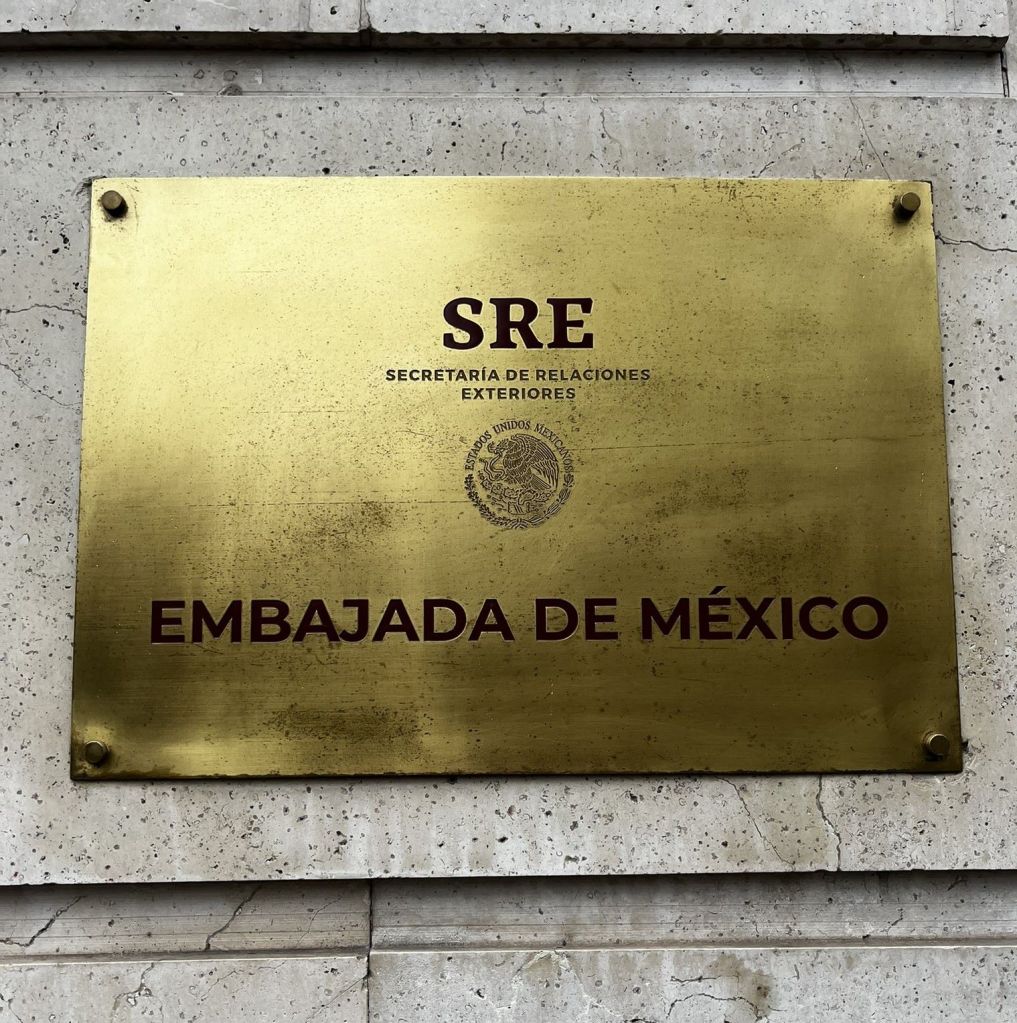 SRE
SECRETARÍA DE RELACIONES
EXTERIORES
ESTADOS UNIDOS MEXICANOS
EMBAJADA DE MÉXICO